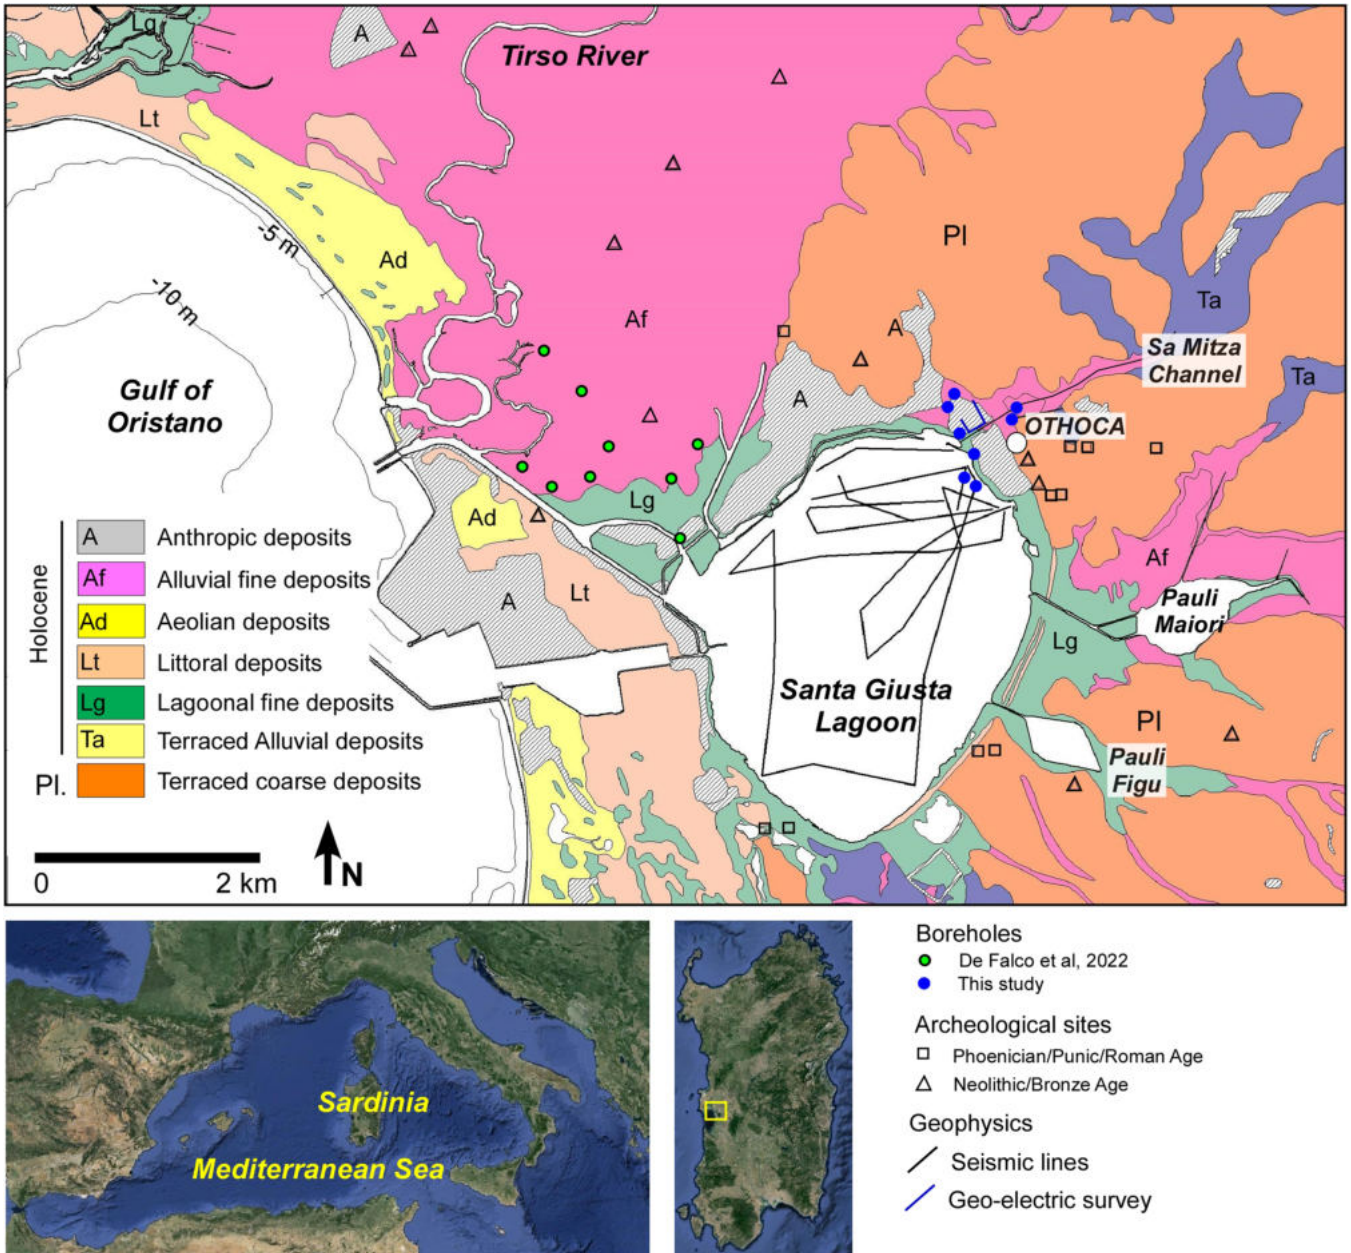 Lg
A
Tirso River
Lt
-5 m
Pl
Ad
-10 m
Ta
Af
A
Sa Mitza
Channel
Gulf of
Oristano
Ta
A
OTHOCA
Lg
Ad
Af
A
Lt
Pauli
Maiori
Lg
Santa Giusta
Lagoon
Pl
Pauli
Figu
Holocene
A Anthropic deposits
Af Alluvial fine deposits
Ad Aeolian deposits
Lt Littoral deposits
Lg Lagoonal fine deposits
Ta Terraced Alluvial deposits
Pl. Terraced coarse deposits
0 2 km
N
Sardinia
Mediterranean Sea
Boreholes
De Falco et al, 2022
This study
Archeological sites
Phoenician/Punic/Roman Age
Neolithic/Bronze Age
Geophysics
Seismic lines
Geo-electric survey